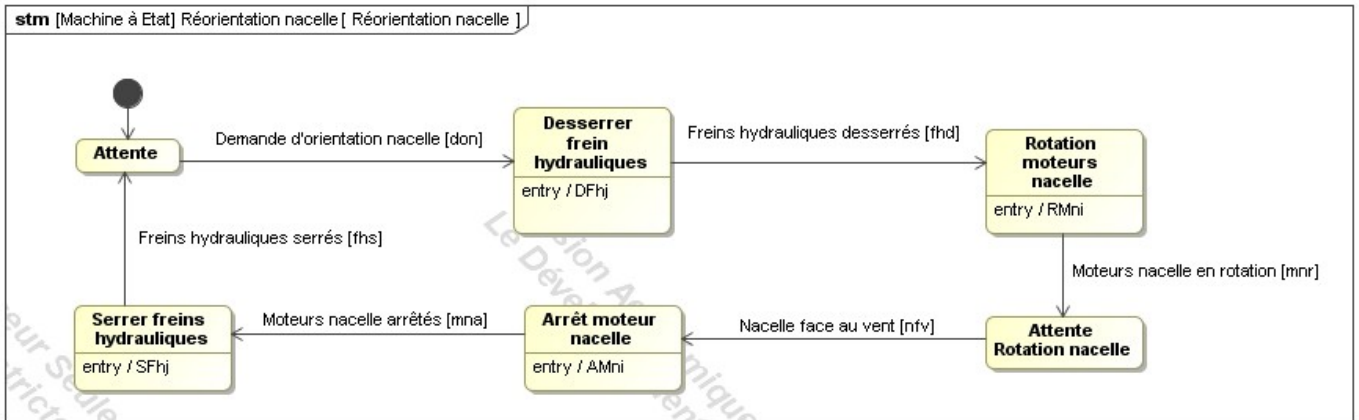 stm [Machine à Etat] Réorientation nacelle [ Réorientation nacelle ]
Attente
Demande d'orientation nacelle [don]
Desserrer
frein
hydrauliques
entry / DFhj
Freins hydrauliques desserrés [fhd]
Rotation
moteurs
nacelle
entry / RMni
Moteurs nacelle en rotation [mnr]
Attente
Rotation nacelle
Nacelle face au vent [nfv]
Arrêt moteur
nacelle
entry / AMni
Moteurs nacelle arrêtés [mna]
Serrer freins
hydrauliques
entry / SFhj
Freins hydrauliques serrés [fhs]